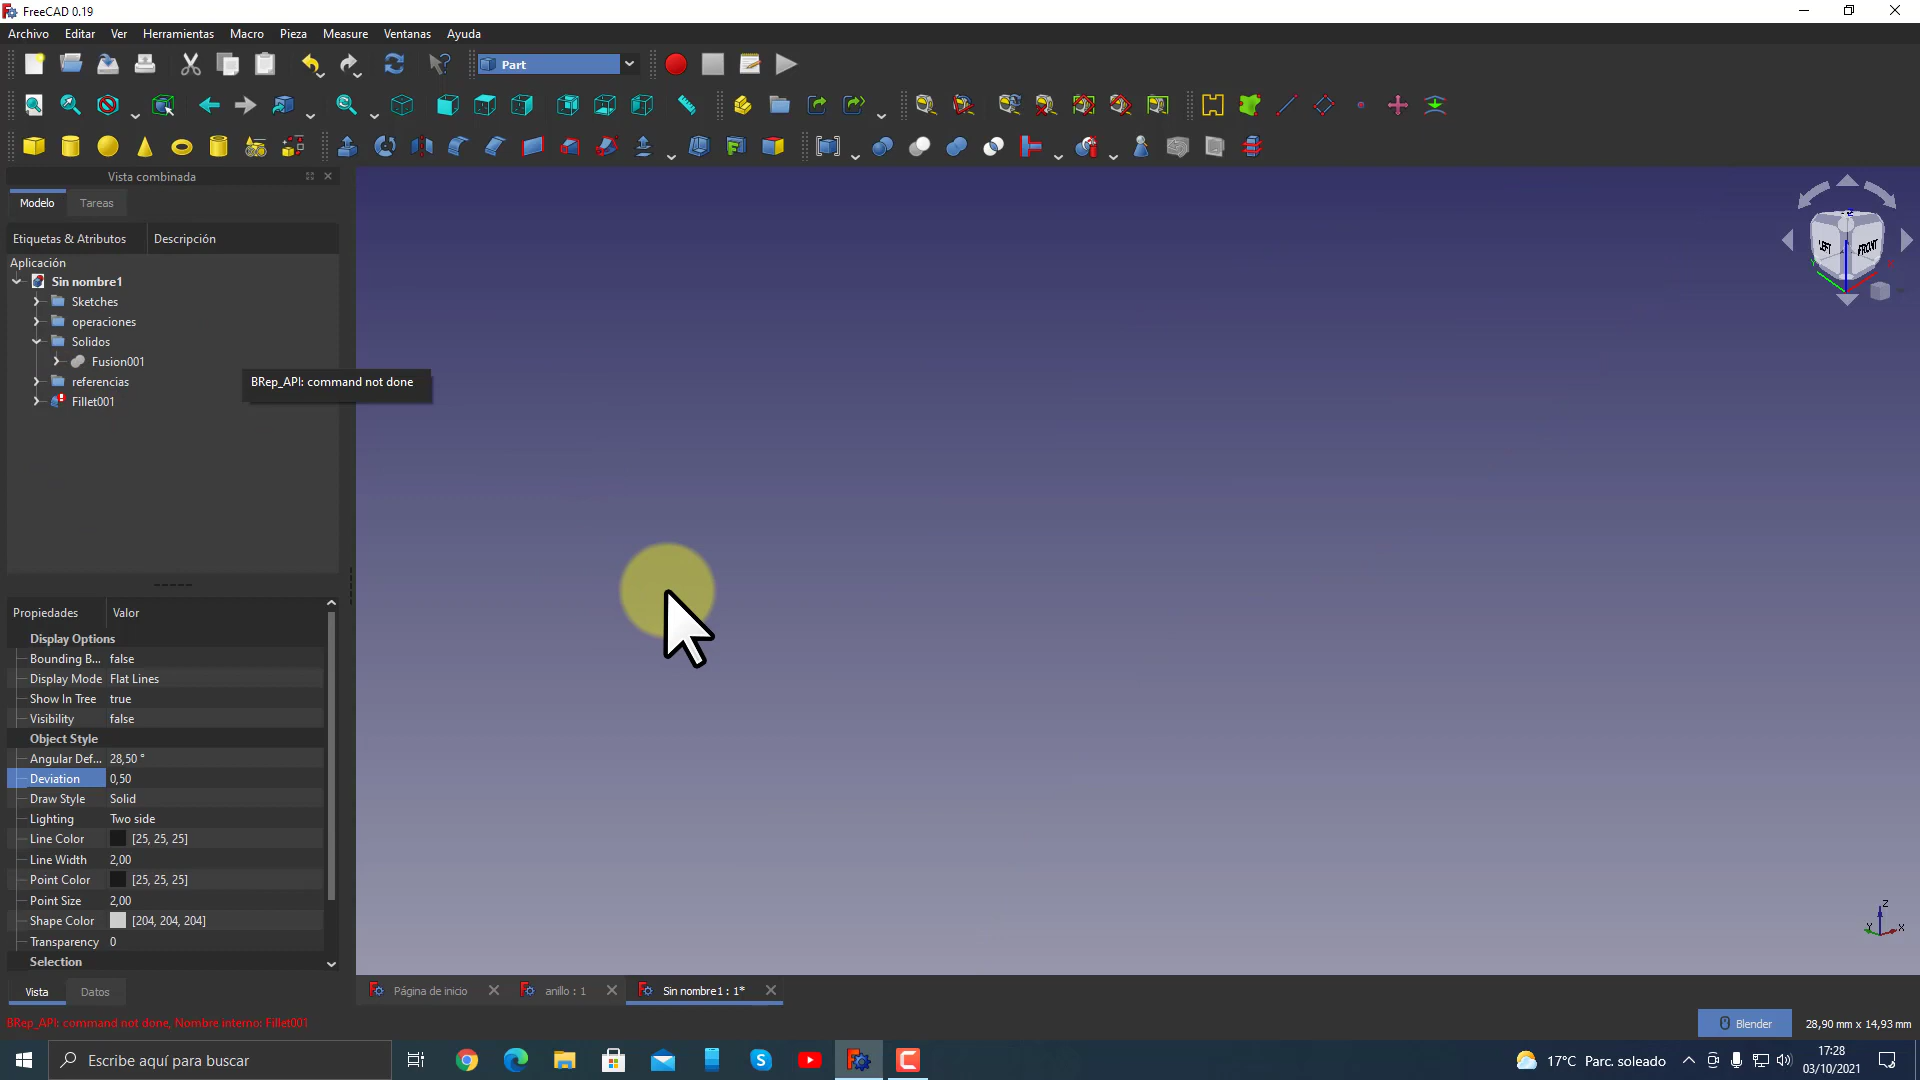 FreeCAD 0.19
Archivo Editar Ver Herramientas Macro Pieza Measure Ventanas Ayuda
Part
Vista combinada
Modelo Tareas
Etiquetas & Atributos Descripción
Aplicación
Sin nombre1
Sketches
operaciones
Solidos
Fusion001
referencias
Fillet001
BRep_API: command not done
LEFT FRONT
Propiedades Valor
Display Options
Bounding B... false
Display Mode Flat Lines
Show In Tree true
Visibility false
Object Style
Angular Def... 28,50 °
Deviation 0,50
Draw Style Solid
Lighting Two side
Line Color [25, 25, 25]
Line Width 2,00
Point Color [25, 25, 25]
Point Size 2,00
Shape Color [204, 204, 204]
Transparency 0
Selection
Vista Datos
Z
Y X
Página de inicio anillo : 1 Sin nombre1 : 1*
BRep_API: command not done, Nombre interno: Fillet001
Blender 28,90 mm x 14,93 mm
Escribe aquí para buscar
17°C Parc. soleado
17:28
03/10/2021